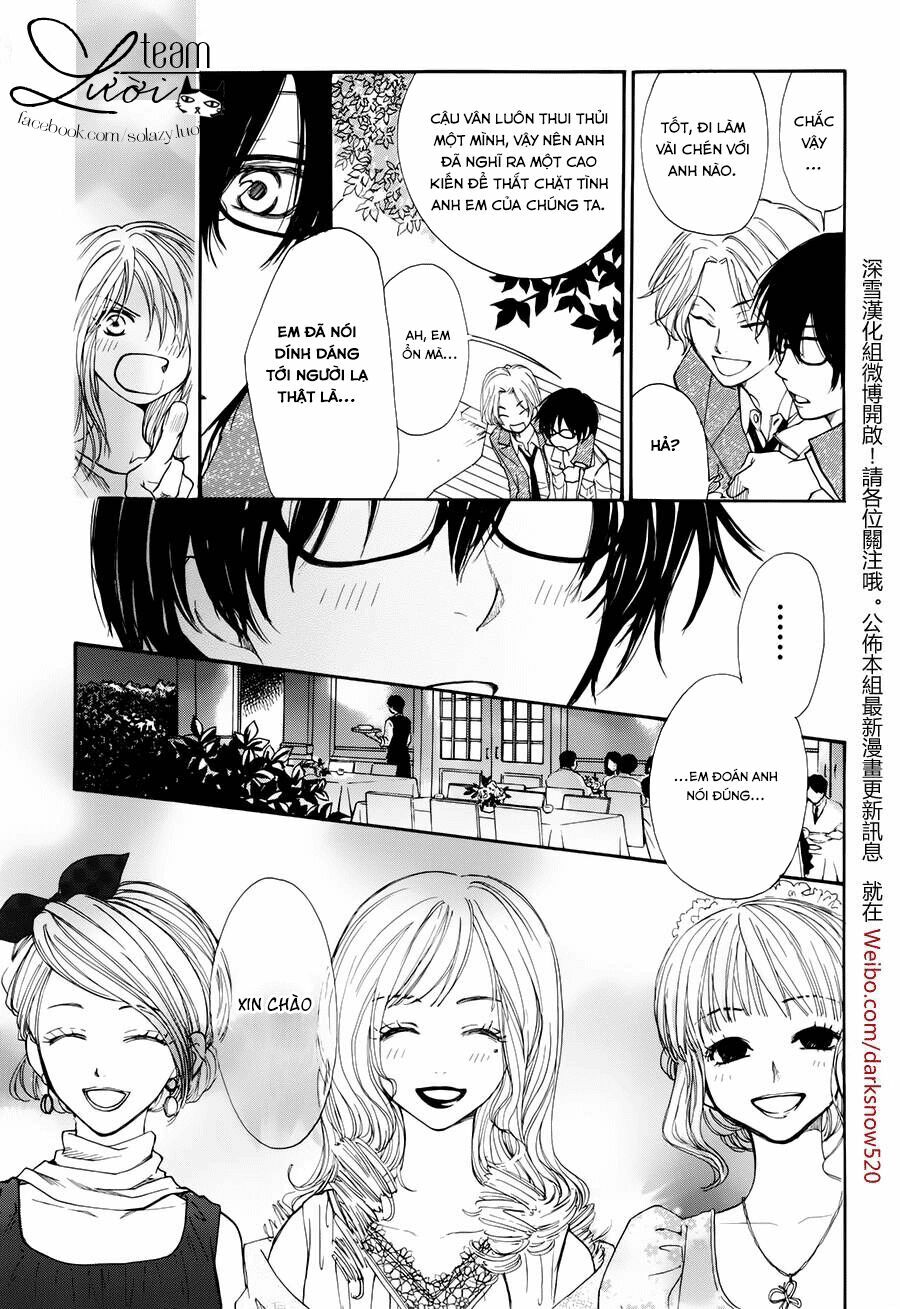 team
Lười
facebook.com/solazy.luo
CHẮC
VẬY
...
TỐT, ĐI LÀM
VÀI CHÉN VỚI
ANH NÀO.
HẢ?
CẬU VẪN LUÔN THUI THỦI
MỘT MÌNH, VẬY NÊN ANH
ĐÃ NGHĨ RA MỘT CAO
KIẾN ĐỂ THẮT CHẶT TÌNH
ANH EM CỦA CHÚNG TA.
AH, EM
ỔN MÀ...
EM ĐÃ NÓI
DÍNH DÁNG
TỚI NGƯỜI LẠ
THẬT LÀ...
......
...EM ĐOÁN ANH
NÓI ĐÚNG...
XIN CHÀO
深雪漢化組微博開啟！請各位關注哦。公佈本組最新漫畫更新訊息 就在 Weibo.com/darksnow520